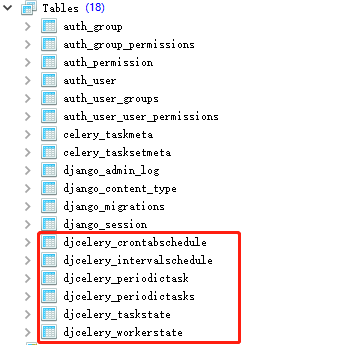 Tables (18)
auth_group
auth_group_permissions
auth_permission
auth_user
auth_user_groups
auth_user_user_permissions
celery_taskmeta
celery_tasksetmeta
django_admin_log
django_content_type
django_migrations
django_session
djcelery_crontabschedule
djcelery_intervalschedule
djcelery_periodictask
djcelery_periodictasks
djcelery_taskstate
djcelery_workerstate